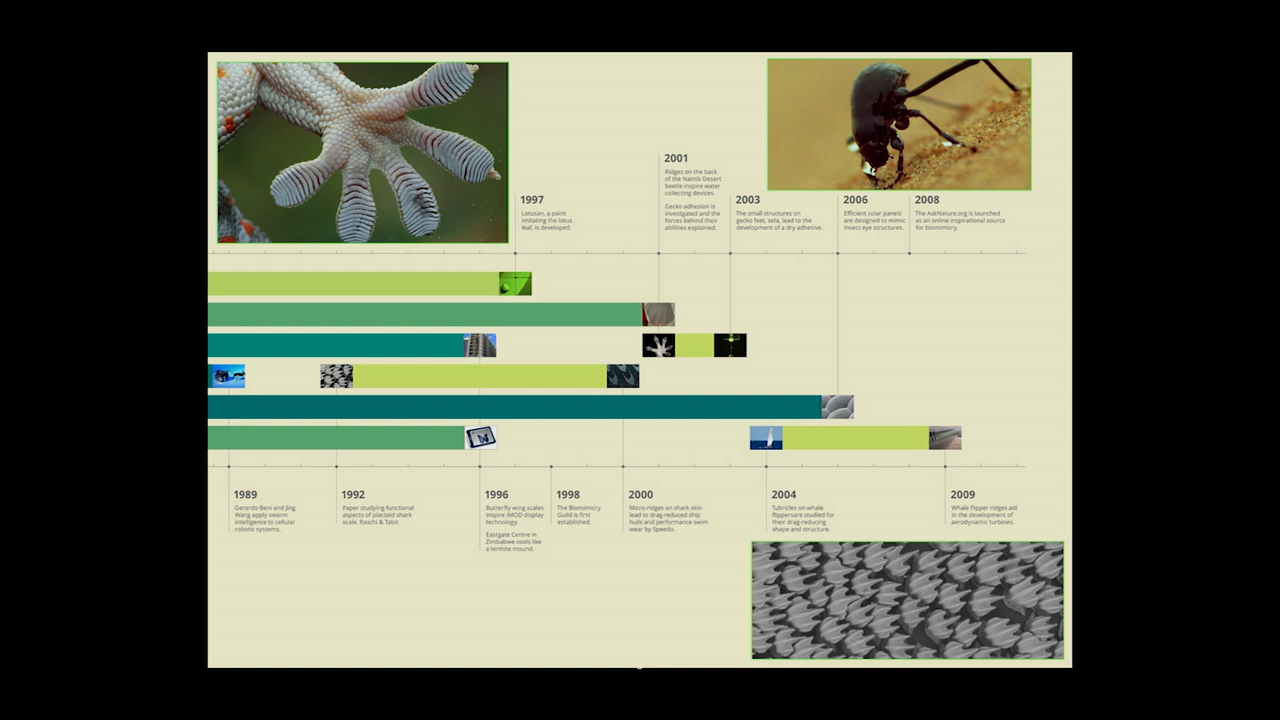 2001
Ridges on the back
of the Namib Desert
beetle inspire water
collecting devices.
Gecko adhesion is
investgated and the
forces behind their
abilities explained.
1997
Lotusan, a paint
imitating the lotus
leaf, is developed.
2003
The small structures on
gecko feet, seta, lead to the
development of a dry adhesive.
2006
Efficient solar panels
are designed to mimic
insect eye structures.
2008
The AskNature.org is launched
as an online inspirational source
for biomimicry.
1989
Gerardo Beni and Jing
Wang apply swarm
intelligence to cellular
robotic systems.
1992
Paper studying functional
aspects of placoid shark
scale. Raschi & Tabit
1996
Butterfly wing scales
inspire IMOD display
technology
Eastgate Centre in
Zimbabwe cools like
a termite mound.
1998
The Biomimicry
Guild is first
established.
2000
Micro-ridges on shark skin
lead to drag-reduced ship
hulls and performance swim
wear by Speedo.
2004
Tubricles on whale
flippersare studied for
their drag-reducing
shape and structure.
2009
Whale flipper ridges aid
in the development of
aerodynamic turbines.